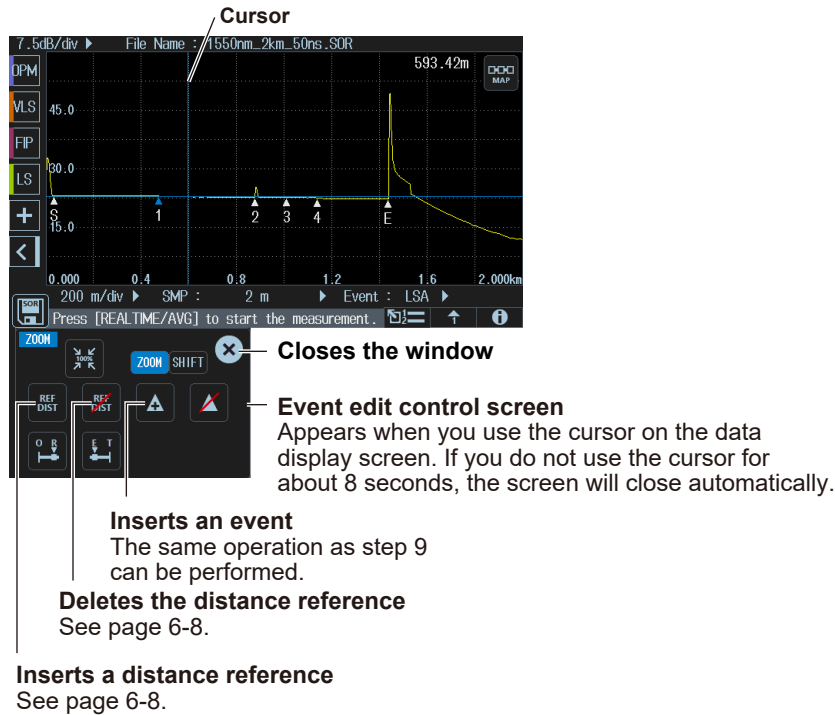 Cursor
7.5dB/div ▶ File Name : 1550nm_2km_50ns.SOR
593.42m
OPM
MAP
VLS
45.0
FIP
30.0
LS
S 1 2 3 4 E
15.0
0.000 0.4 0.8 1.2 1.6 2.000km
200 m/div ▶ SMP : 2 m ▶ Event : LSA ▶
SOR
Press [REALTIME/AVG] to start the measurement.
ZOOM
100%
ZOOM SHIFT
Closes the window
REF DIST
REF DIST
Event edit control screen
Appears when you use the cursor on the data
display screen. If you do not use the cursor for
about 8 seconds, the screen will close automatically.
O R
E T
Inserts an event
The same operation as step 9
can be performed.
Deletes the distance reference
See page 6-8.
Inserts a distance reference
See page 6-8.